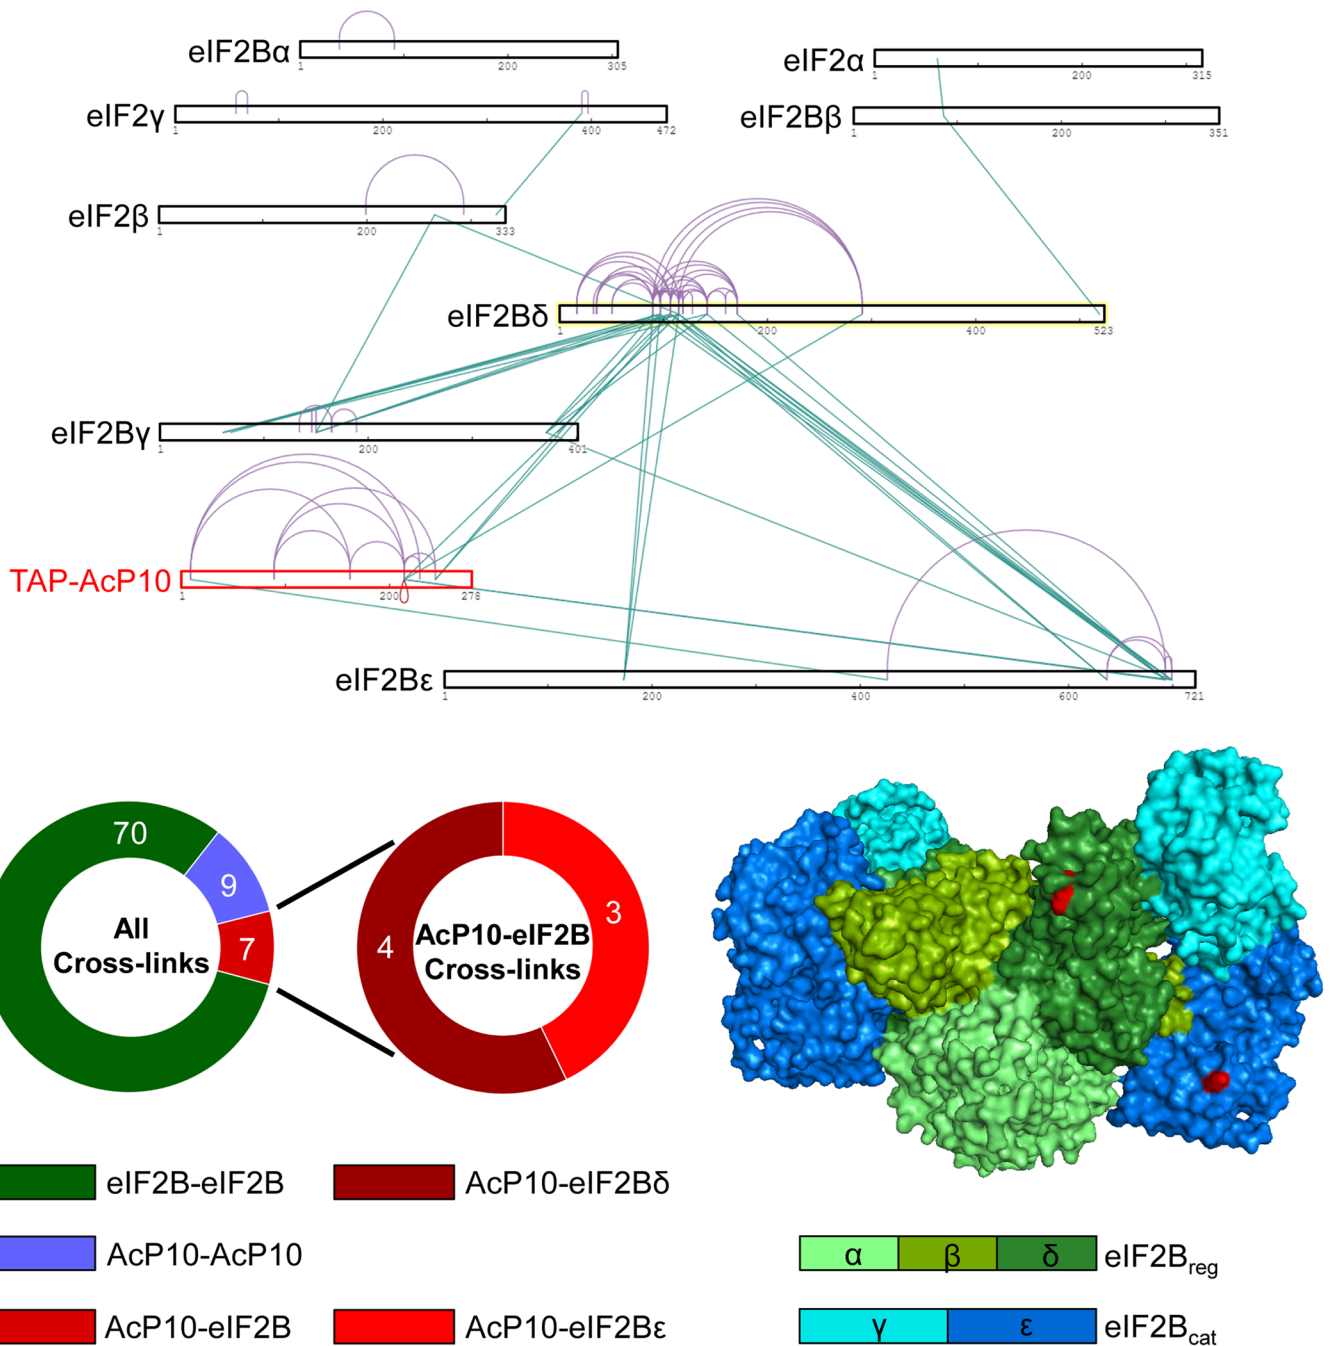 eIF2Bα
1 200 305
eIF2α
1 200 315
eIF2γ
1 200 400 472
eIF2Bβ
1 200 351
eIF2β
1 200 333
eIF2Bδ
1 200 400 523
eIF2Bγ
1 200 401
TAP-AcP10
1 200 278
eIF2Bε
1 200 400 600 721
70
9
7
All
Cross-links
4
3
AcP10-eIF2B
Cross-links
eIF2B-eIF2B
AcP10-eIF2Bδ
AcP10-AcP10
α β δ eIF2Breg
AcP10-eIF2B
AcP10-eIF2Bε
γ ε eIF2Bcat